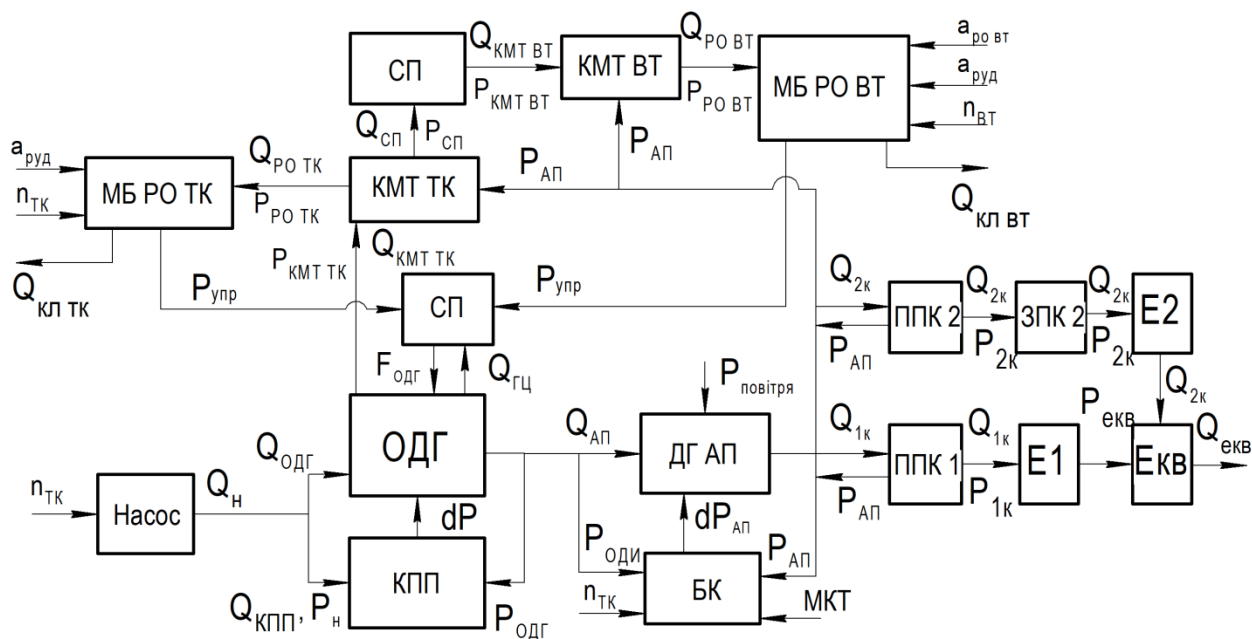 СП
Q КМТ ВТ
P КМТ ВТ
КМТ ВТ
Q РО ВТ
P РО ВТ
МБ РО ВТ
a ро вт
a руд
n ВТ
Q СП
P СП
P АП
P АП
Q кл вт
a руд
n ТК
МБ РО ТК
Q РО ТК
P РО ТК
КМТ ТК
Q кл тк
P КМТ ТК
Q КМТ ТК
P упр
СП
P упр
F ОДГ
Q ГЦ
Q 2к
P АП
ППК 2
Q 2к
P 2к
ЗПК 2
Q 2к
P 2к
Е2
Q 2к
P повітря
n ТК
Насос
Q Н
Q ОДГ
ОДГ
Q АП
ДГ АП
Q 1к
P АП
ППК 1
Q 1к
P 1к
Е1
P екв
Екв
Q екв
dP
dP АП
Q КПП , P н
КПП
P ОДГ
P ОДИ
n ТК
БК
P АП
МКТ